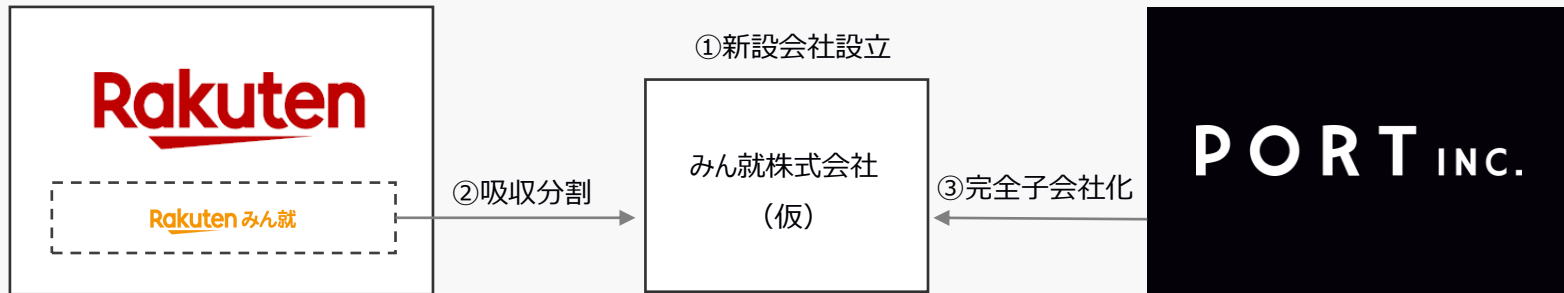 Rakuten
Rakuten みん就
②吸収分割
①新設会社設立
みん就株式会社
（仮）
③完全子会社化
PORT INC.